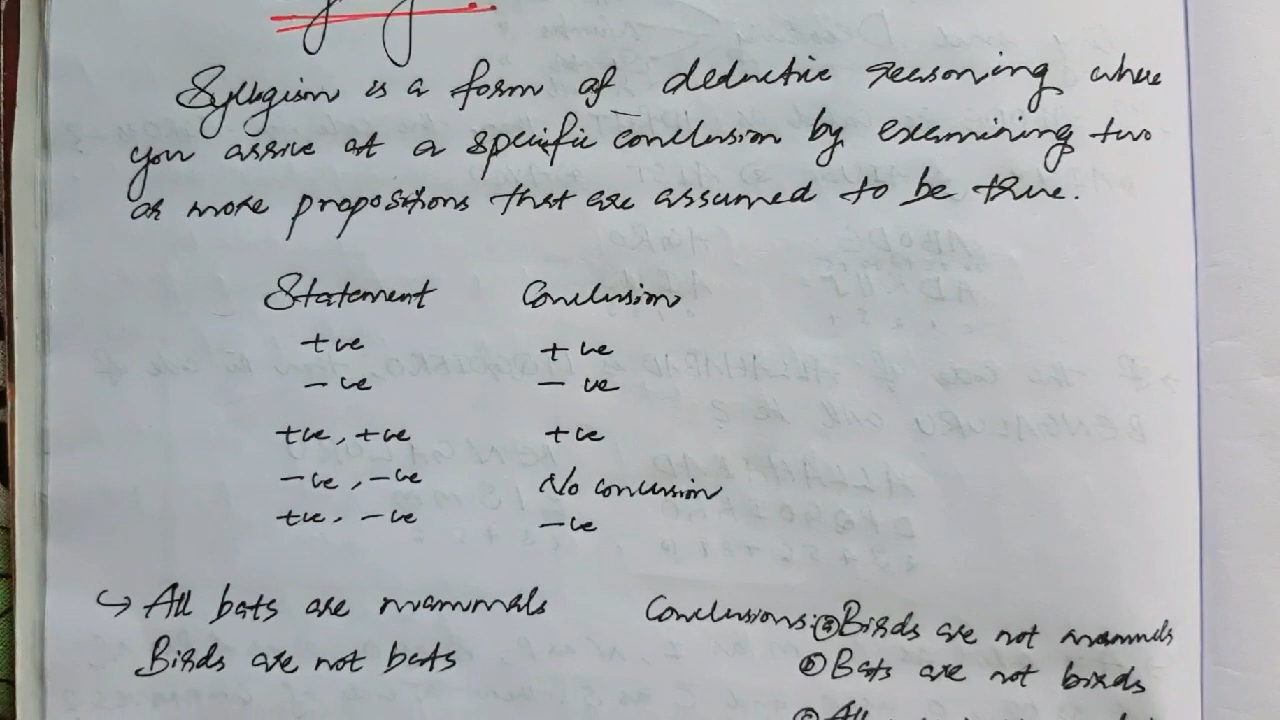 Syllogism is a form of deductive reasoning where
you arrive at a specific conclusion by examining two
or more propositions that are assumed to be true.
Statement Conclusion
+ve +ve
-ve -ve
+ve, +ve +ve
-ve, -ve No conclusion
+ve, -ve -ve
↪ All bats are mammals Conclusions: ⓐ Birds are not mammals
Birds are not bats ⓑ Bats are not birds
ⓒ All